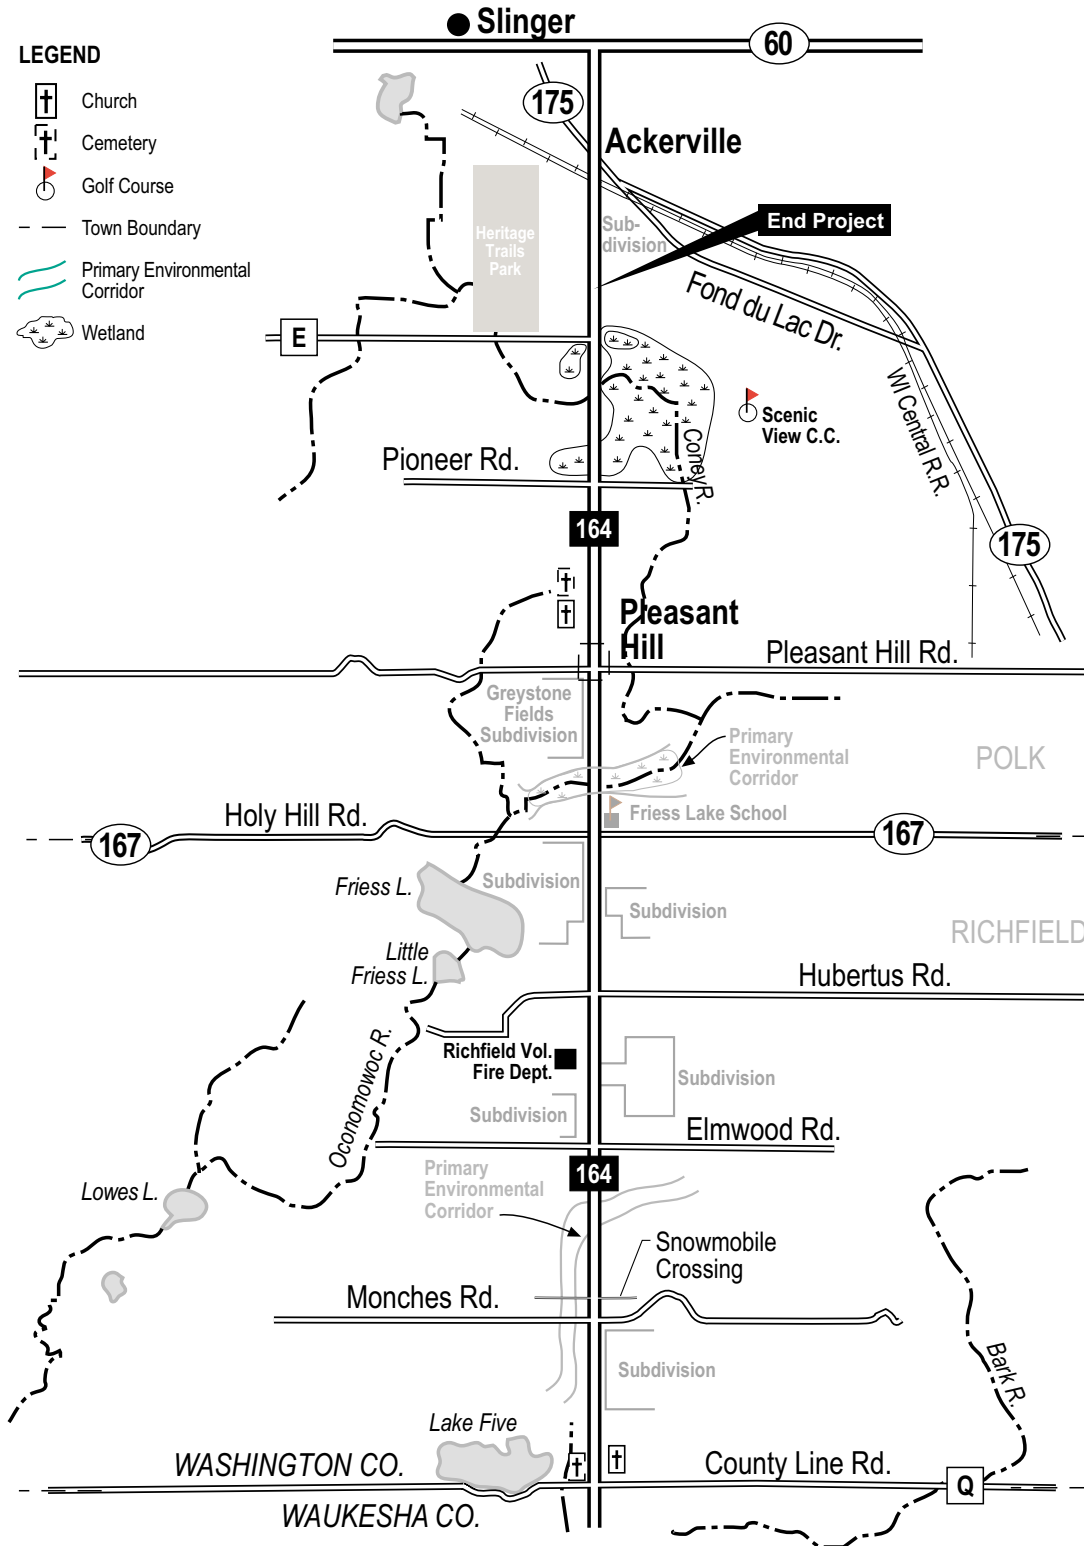 Slinger
60
LEGEND
Church
Cemetery
Golf Course
Town Boundary
Primary Environmental
Corridor
Wetland
175
Ackerville
End Project
Heritage
Trails
Park
Sub-
division
Fond du Lac Dr.
E
WI Central R.R.
Scenic
View C.C.
Coney R.
Pioneer Rd.
164
175
Pleasant
Hill
Pleasant Hill Rd.
Greystone
Fields
Subdivision
Primary
Environmental
Corridor
POLK
Holy Hill Rd.
Friess Lake School
167
167
Friess L.
Subdivision
Subdivision
RICHFIELD
Little
Friess L.
Hubertus Rd.
Oconomowoc R.
Richfield Vol.
Fire Dept.
Subdivision
Subdivision
Elmwood Rd.
Primary
Environmental
Corridor
164
Lowes L.
Snowmobile
Crossing
Monches Rd.
Subdivision
Bark R.
Lake Five
WASHINGTON CO.
County Line Rd.
Q
WAUKESHA CO.